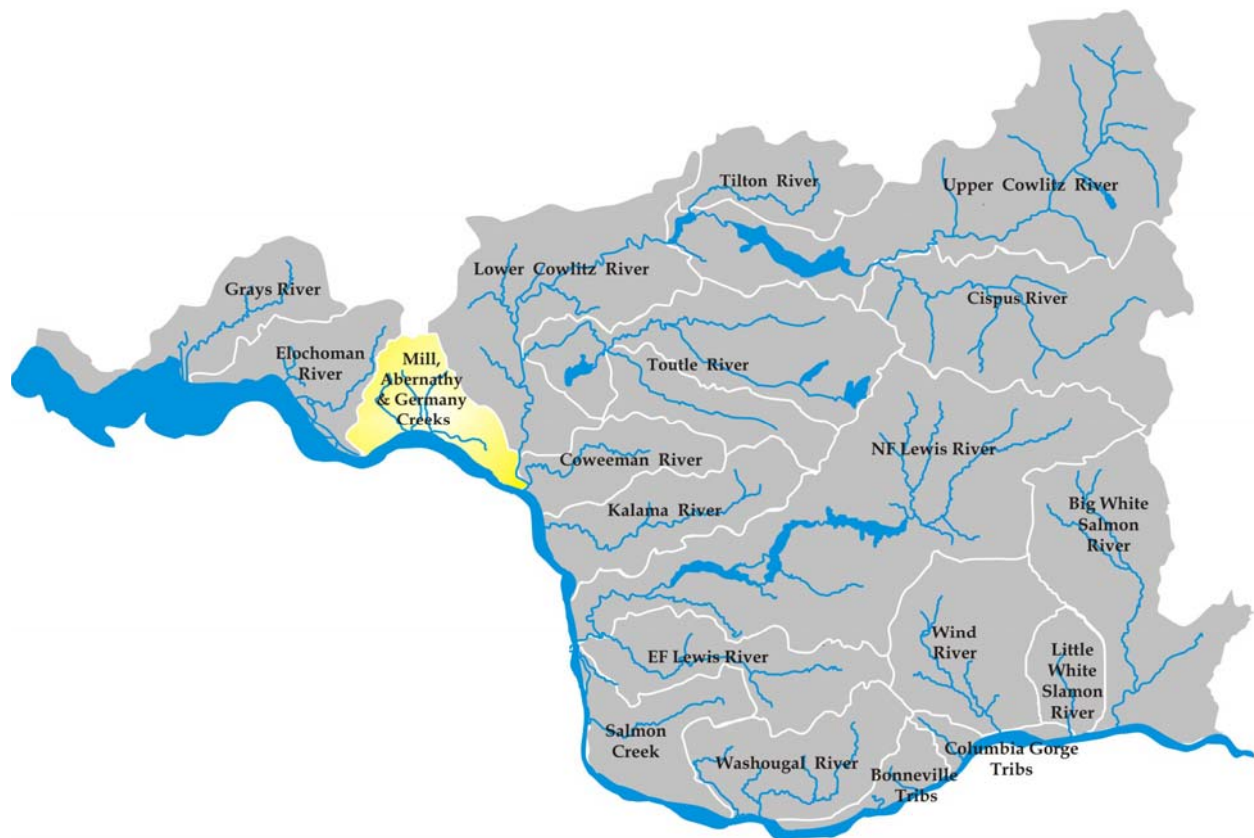 Tilton River
Upper Cowlitz River
Lower Cowlitz River
Grays River
Cispus River
Elochoman
River
Mill,
Abernathy
& Germany
Creeks
Toutle River
NF Lewis River
Coweeman River
Kalama River
Big White
Salmon
River
Wind
River
EF Lewis River
Little
White
Slamon
River
Salmon
Creek
Washougal River
Bonneville
Tribs
Columbia Gorge
Tribs